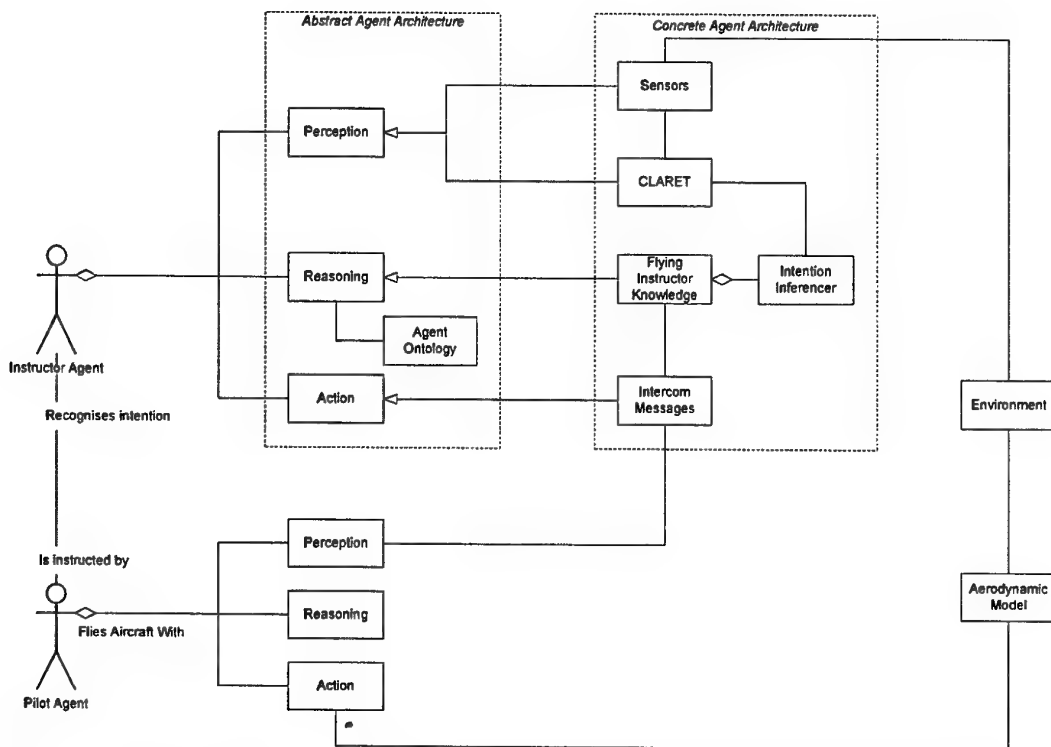 Abstract Agent Architecture
Concrete Agent Architecture
Sensors
Perception
CLARET
Reasoning
Flying
Instructor
Knowledge
Intention
Inferencer
Agent
Ontology
Instructor Agent
Action
Intercom
Messages
Recognises intention
Environment
Perception
Is instructed by
Reasoning
Aerodynamic
Model
Flies Aircraft With
Action
Pilot Agent